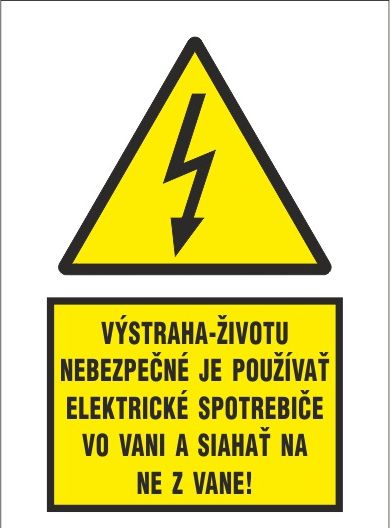 VÝSTRAHA-ŽIVOTU
NEBEZPEČNÉ JE POUŽÍVAŤ
ELEKTRICKÉ SPOTREBIČE
VO VANI A SIAHAŤ NA
NE Z VANE!